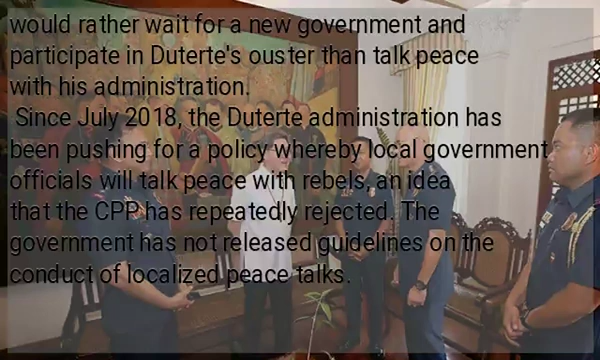 would rather wait for a new government and
participate in Duterte's ouster than talk peace
with his administration.
Since July 2018, the Duterte administration has
been pushing for a policy whereby local government
officials will talk peace with rebels, an idea
that the CPP has repeatedly rejected. The
government has not released guidelines on the
conduct of localized peace talks.